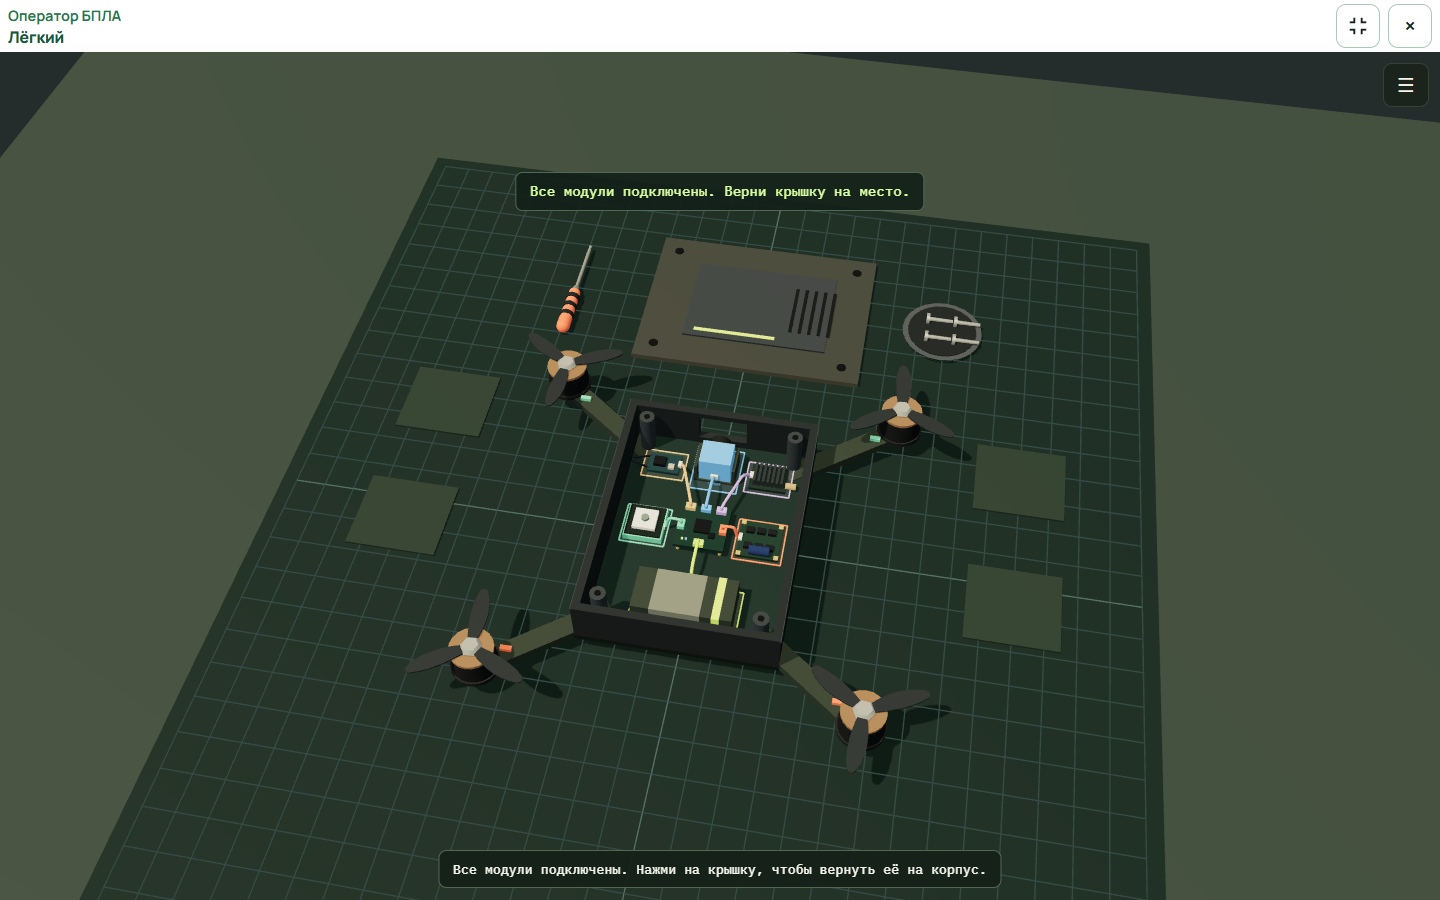 Оператор БПЛА
Лёгкий
Все модули подключены. Верни крышку на место.
Все модули подключены. Нажми на крышку, чтобы вернуть её на корпус.